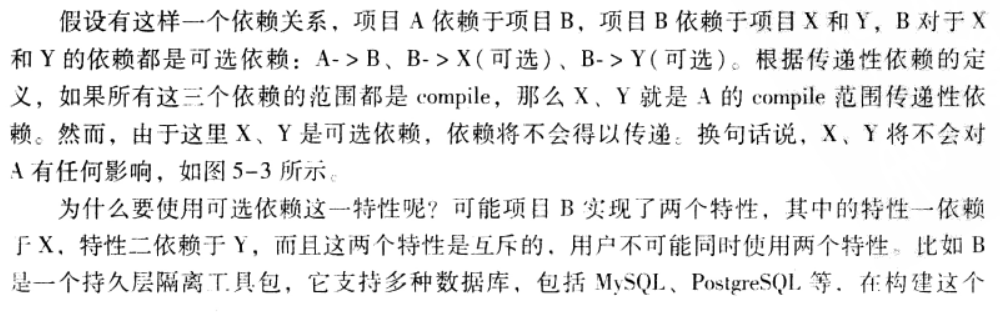 假设有这样一个依赖关系，项目 A 依赖于项目 B，项目 B 依赖于项目 X 和 Y，B 对于 X
和 Y 的依赖都是可选依赖：A- > B、B- > X(可选)、B- > Y(可选)。根据传递性依赖的定
义，如果所有这三个依赖的范围都是 compile，那么 X、Y 就是 A 的 compile 范围传递性依
赖。然而，由于这里 X、Y 是可选依赖，依赖将不会得以传递。换句话说，X、Y 将不会对
A 有任何影响，如图 5-3 所示。
为什么要使用可选依赖这一特性呢？可能项目 B 实现了两个特性，其中的特性一依赖
于 X，特性二依赖于 Y，而且这两个特性是互斥的，用户不可能同时使用两个特性。比如 B
是一个持久层隔离工具包，它支持多种数据库，包括 MySQL、PostgreSQL 等，在构建这个